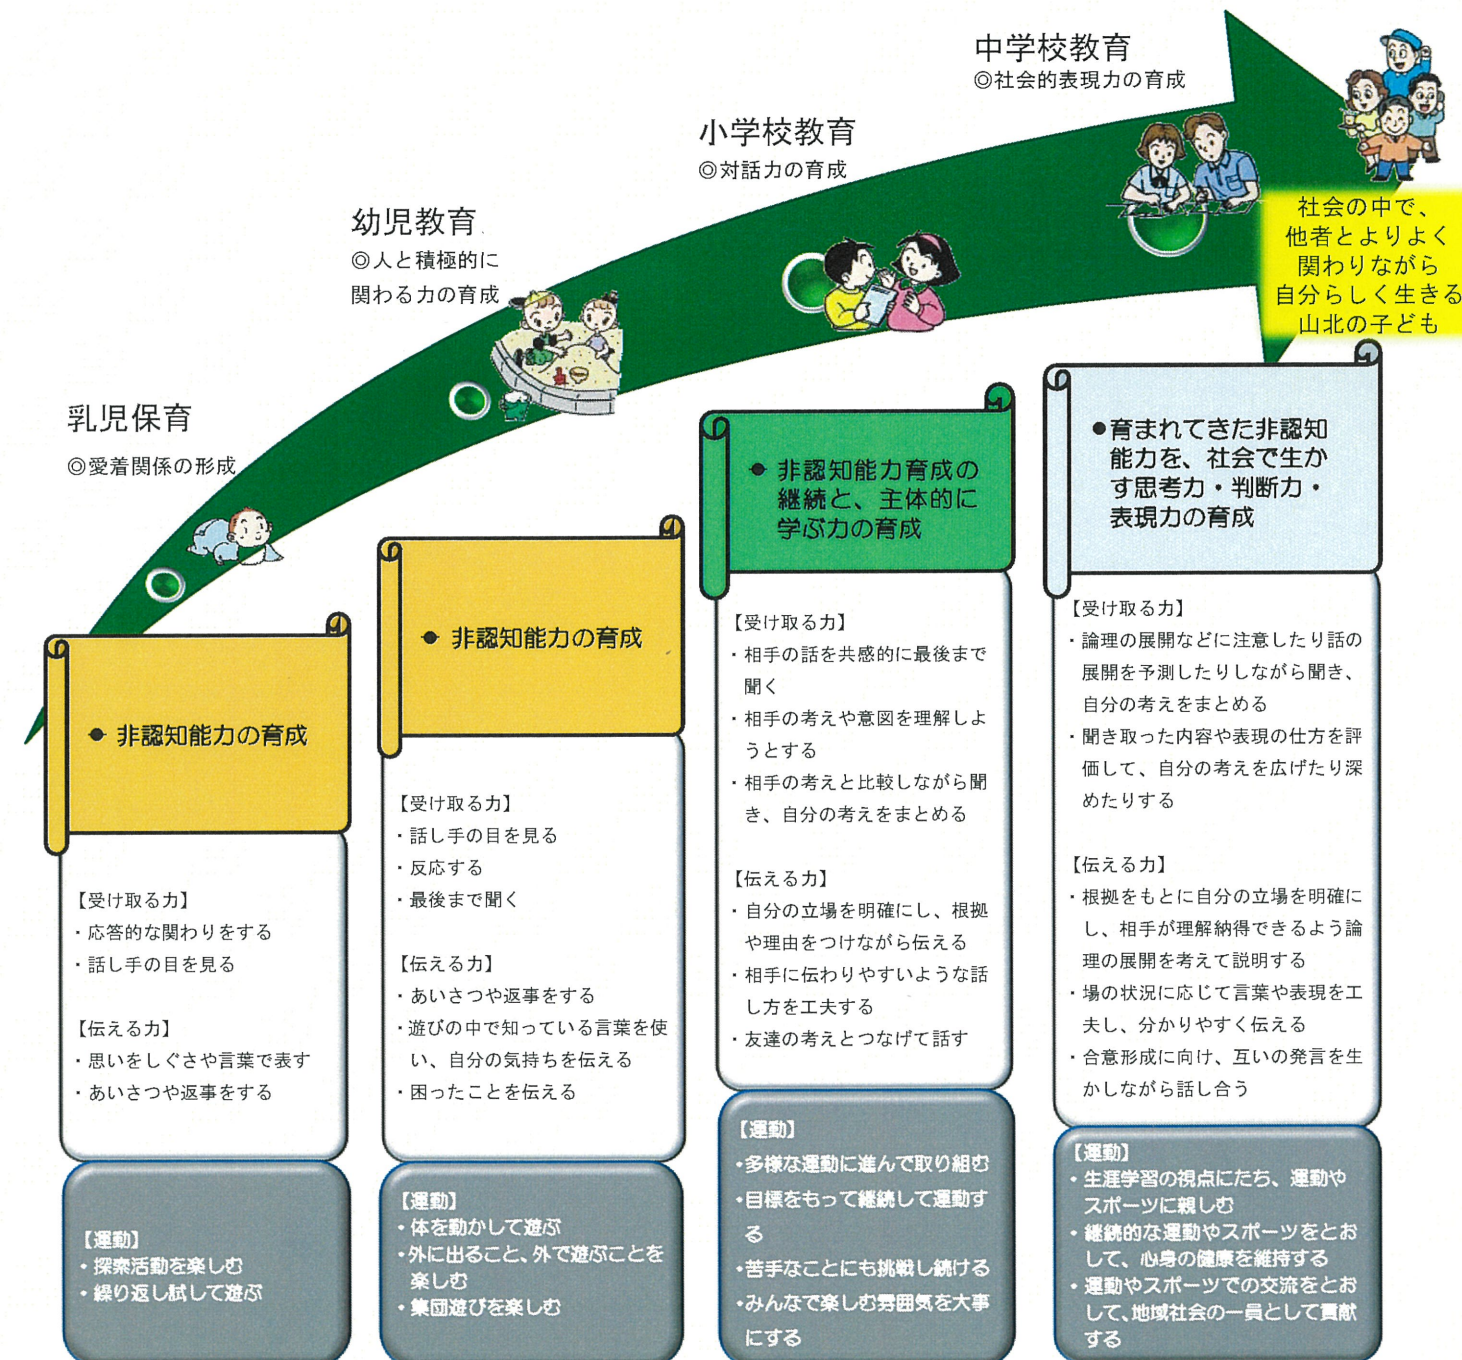 中学校教育
◎社会的表現力の育成
小学校教育
◎対話力の育成
幼児教育
◎人と積極的に
関わる力の育成
乳児保育
◎愛着関係の形成
社会の中で、
他者とよりよく
関わりながら
自分らしく生きる
山北の子ども
● 非認知能力の育成
【受け取る力】
・応答的な関わりをする
・話し手の目を見る
【伝える力】
・思いをしぐさや言葉で表す
・あいさつや返事をする
【運動】
・探索活動を楽しむ
・繰り返し試して遊ぶ
● 非認知能力の育成
【受け取る力】
・話し手の目を見る
・反応する
・最後まで聞く
【伝える力】
・あいさつや返事をする
・遊びの中で知っている言葉を使
い、自分の気持ちを伝える
・困ったことを伝える
【運動】
・体を動かして遊ぶ
・外に出ること、外で遊ぶことを
楽しむ
・集団遊びを楽しむ
● 非認知能力育成の
継続と、主体的に
学ぶ力の育成
【受け取る力】
・相手の話を共感的に最後まで
聞く
・相手の考えや意図を理解しよ
うとする
・相手の考えと比較しながら聞
き、自分の考えをまとめる
【伝える力】
・自分の立場を明確にし、根拠
や理由をつけながら伝える
・相手に伝わりやすいような話
し方を工夫する
・友達の考えとつなげて話す
【運動】
・多様な運動に進んで取り組む
・目標をもって継続して運動す
る
・苦手なことにも挑戦し続ける
・みんなで楽しむ雰囲気を大事
にする
●育まれてきた非認知
能力を、社会で生か
す思考力・判断力・
表現力の育成
【受け取る力】
・論理の展開などに注意したり話の
展開を予測したりしながら聞き、
自分の考えをまとめる
・聞き取った内容や表現の仕方を評
価して、自分の考えを広げたり深
めたりする
【伝える力】
・根拠をもとに自分の立場を明確に
し、相手が理解納得できるよう論
理の展開を考えて説明する
・場の状況に応じて言葉や表現を工
夫し、分かりやすく伝える
・合意形成に向け、互いの発言を生
かしながら話し合う
【運動】
・生涯学習の視点にたち、運動や
スポーツに親しむ
・継続的な運動やスポーツをとお
して、心身の健康を維持する
・運動やスポーツでの交流をとお
して、地域社会の一員として貢献
する